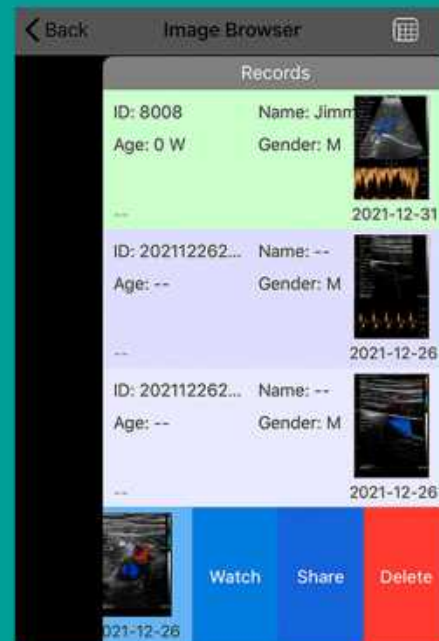 Back Image Browser
Records
ID: 8008 Name: Jimm
Age: 0 W Gender: M
--
2021-12-31
ID: 202112262... Name: --
Age: -- Gender: M
--
2021-12-26
ID: 202112262... Name: --
Age: -- Gender: M
--
2021-12-26
Watch Share Delete
021-12-26